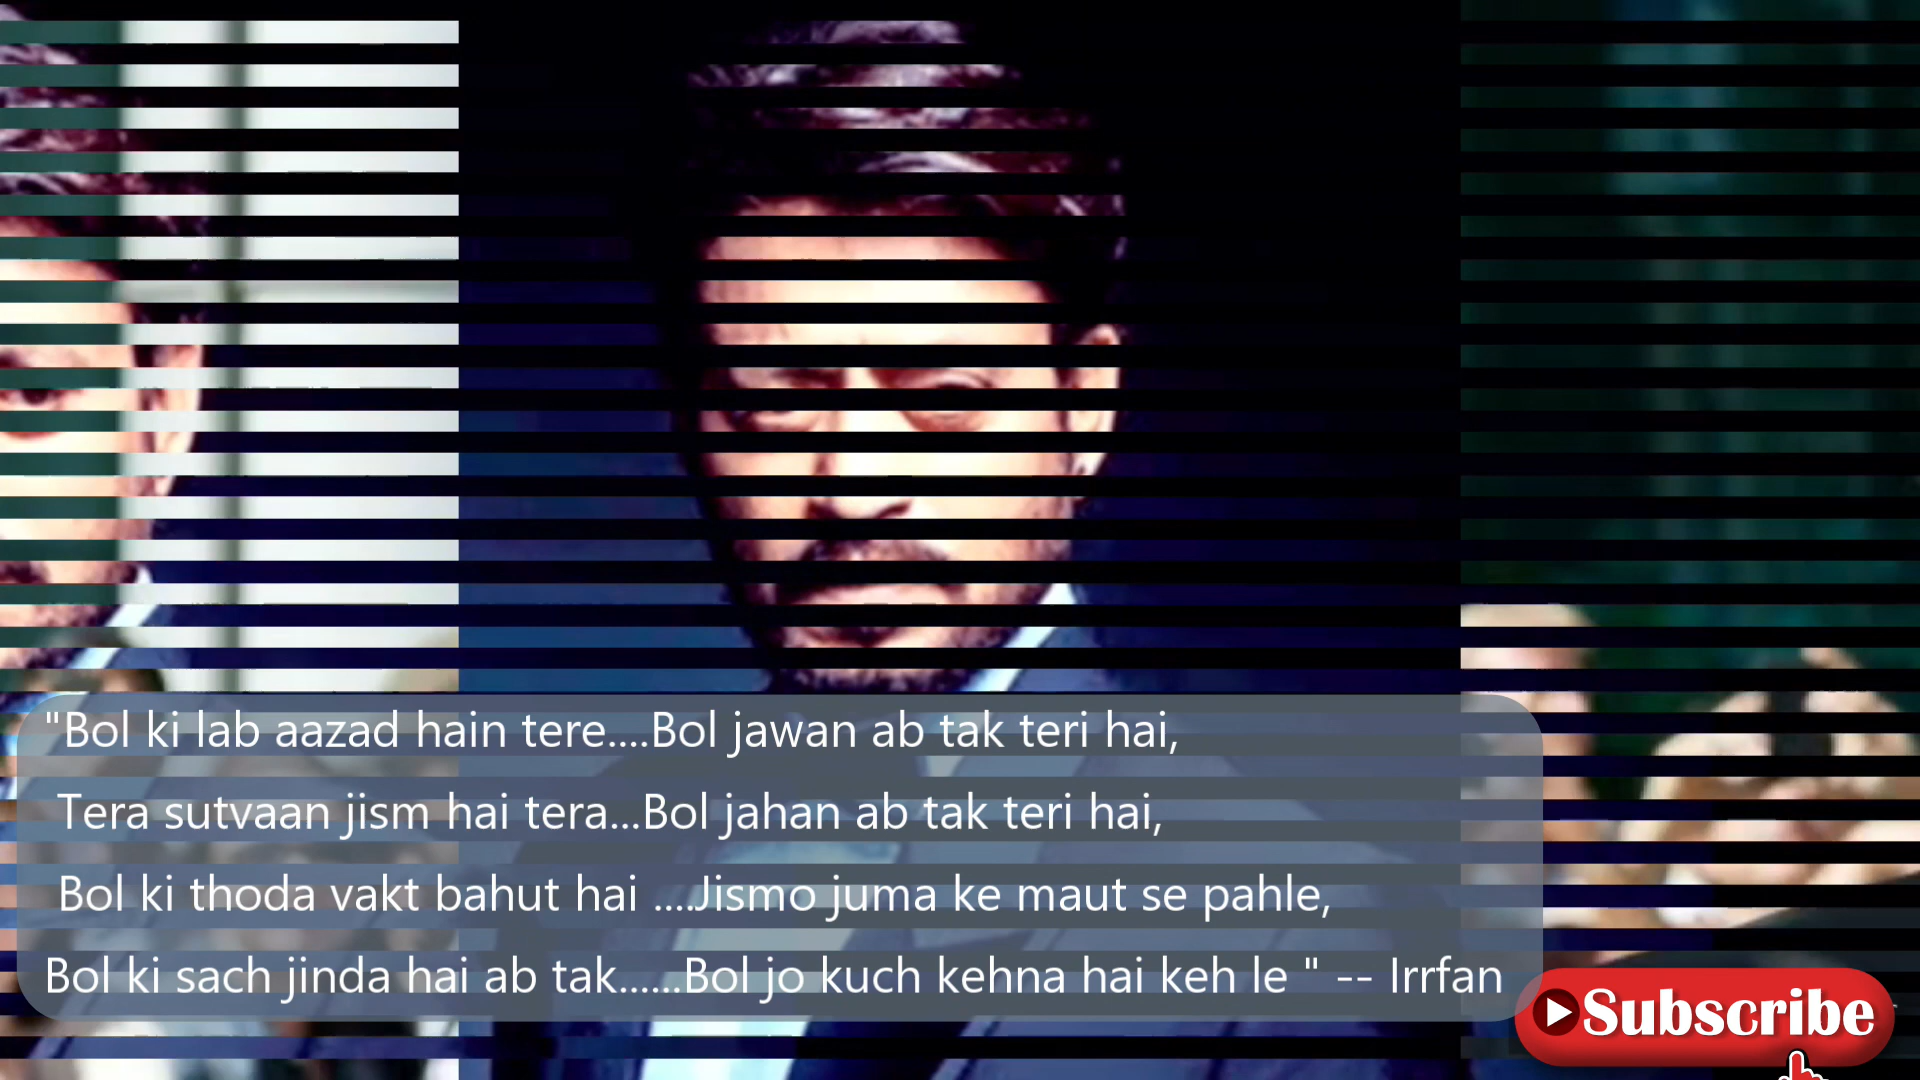 "Bol ki lab aazad hain tere....Bol jawan ab tak teri hai,
Tera sutvaan jism hai tera...Bol jahan ab tak teri hai,
Bol ki thoda vakt bahut hai ....Jismo juma ke maut se pahle,
Bol ki sach jinda hai ab tak......Bol jo kuch kehna hai keh le " -- Irrfan
Subscribe